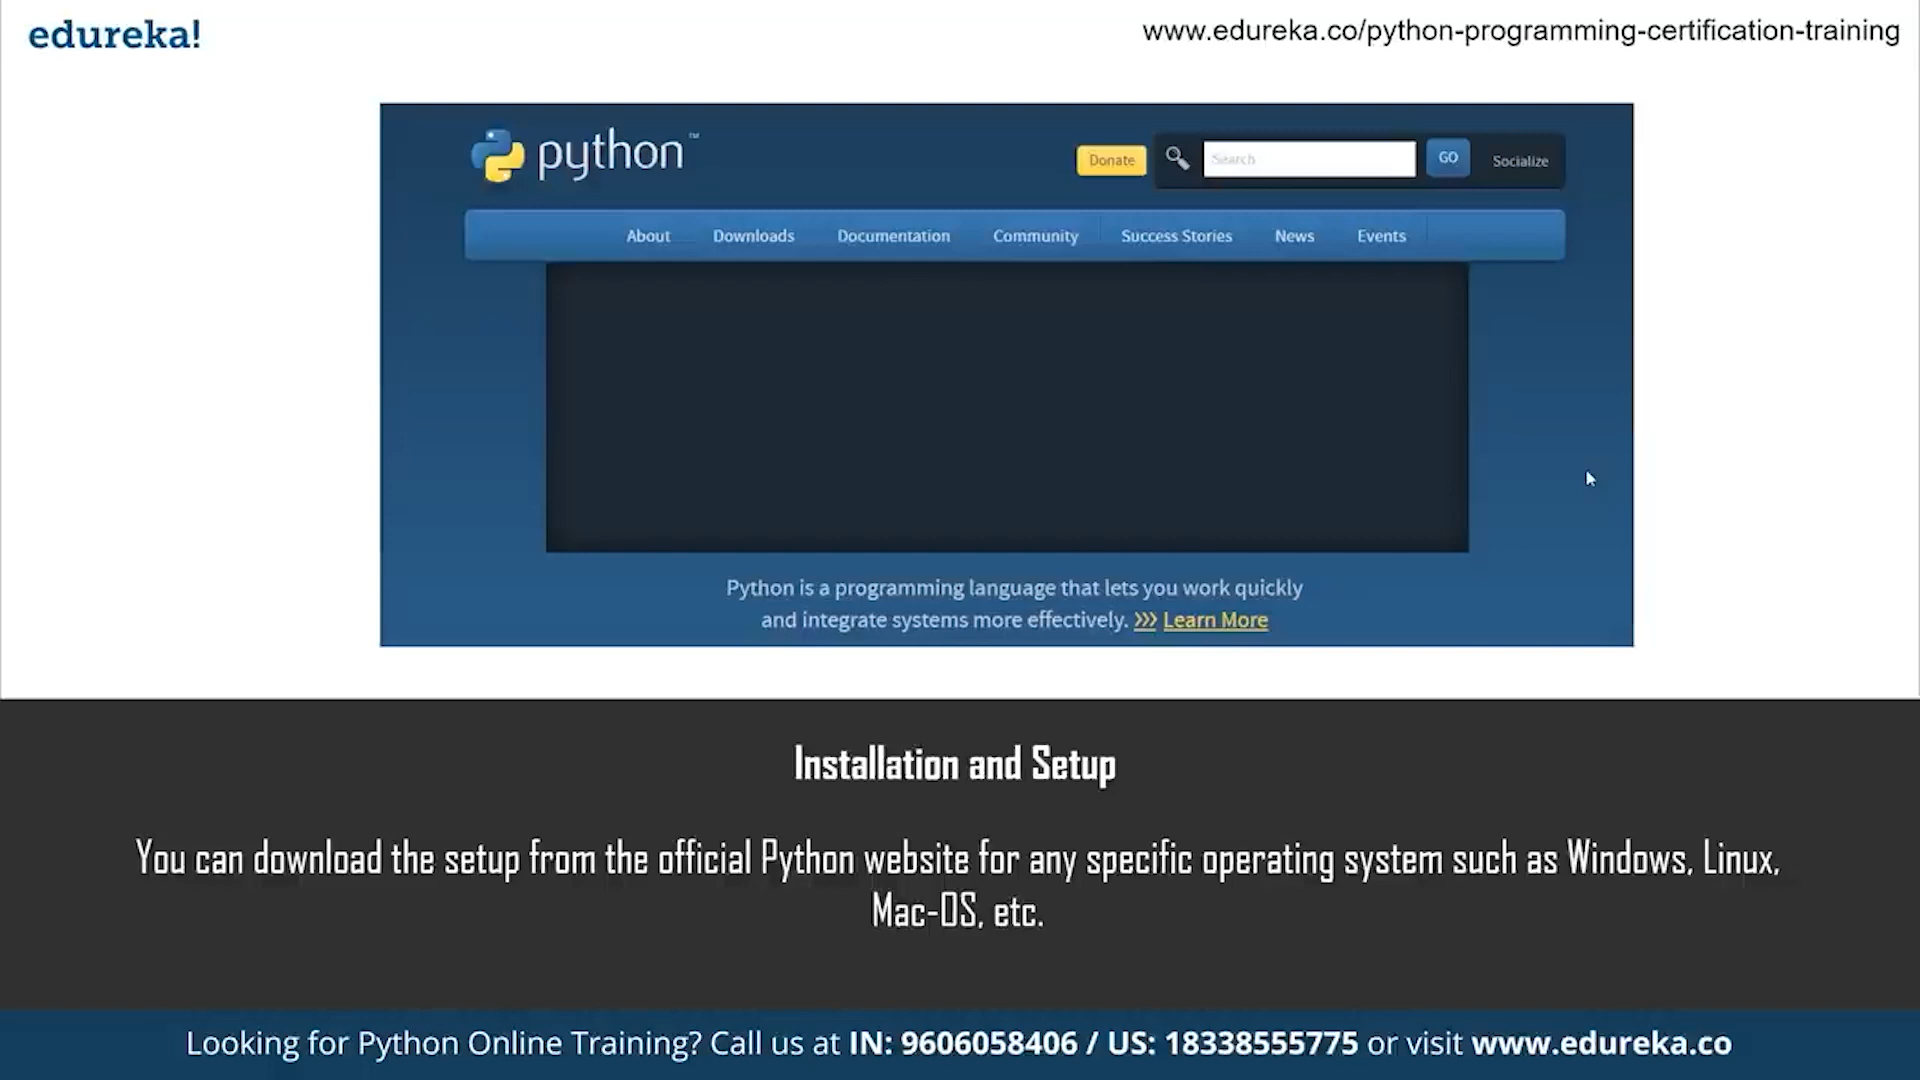 edureka!
www.edureka.co/python-programming-certification-training
python™
Donate
Search
GO
Socialize
About
Downloads
Documentation
Community
Success Stories
News
Events
Python is a programming language that lets you work quickly
and integrate systems more effectively. >>> Learn More
Installation and Setup
You can download the setup from the official Python website for any specific operating system such as Windows, Linux,
Mac-OS, etc.
Looking for Python Online Training? Call us at IN: 9606058406 / US: 18338555775 or visit www.edureka.co